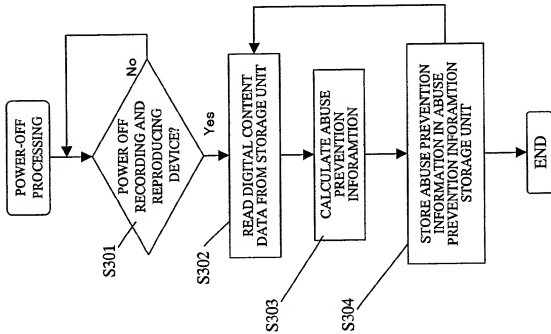 POWER-OFF
PROCESSING
No
POWER OFF
RECORDING AND
REPRODUCING
DEVICE?
S301
Yes
READ DIGITAL CONTENT
DATA FROM STORAGE UNIT
S302
CALCULATE ABUSE
PREVENTION
INFORAMTION
S303
STORE ABUSE PREVENTION
INFORMATION IN ABUSE
PREVENTION INFORAMTION
STORAGE UNIT
S304
END